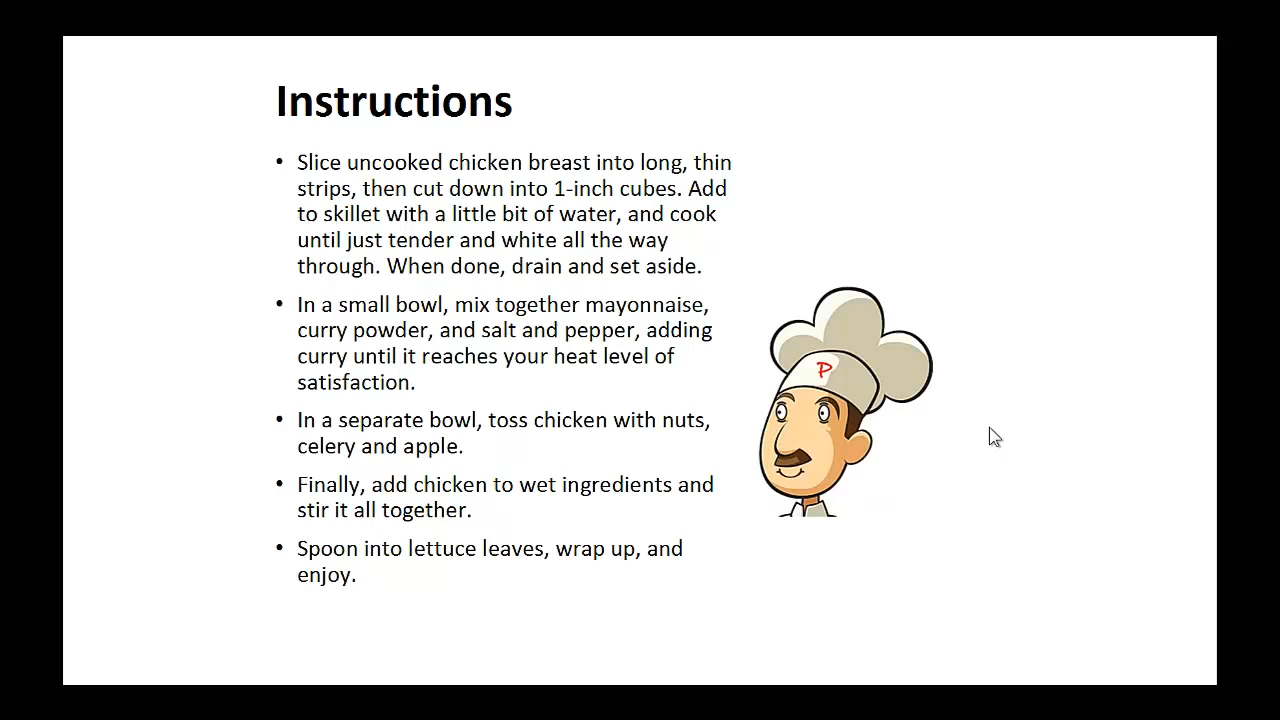 Instructions
• Slice uncooked chicken breast into long, thin
strips, then cut down into 1-inch cubes. Add
to skillet with a little bit of water, and cook
until just tender and white all the way
through. When done, drain and set aside.
• In a small bowl, mix together mayonnaise,
curry powder, and salt and pepper, adding
curry until it reaches your heat level of
satisfaction.
• In a separate bowl, toss chicken with nuts,
celery and apple.
• Finally, add chicken to wet ingredients and
stir it all together.
• Spoon into lettuce leaves, wrap up, and
enjoy.
P